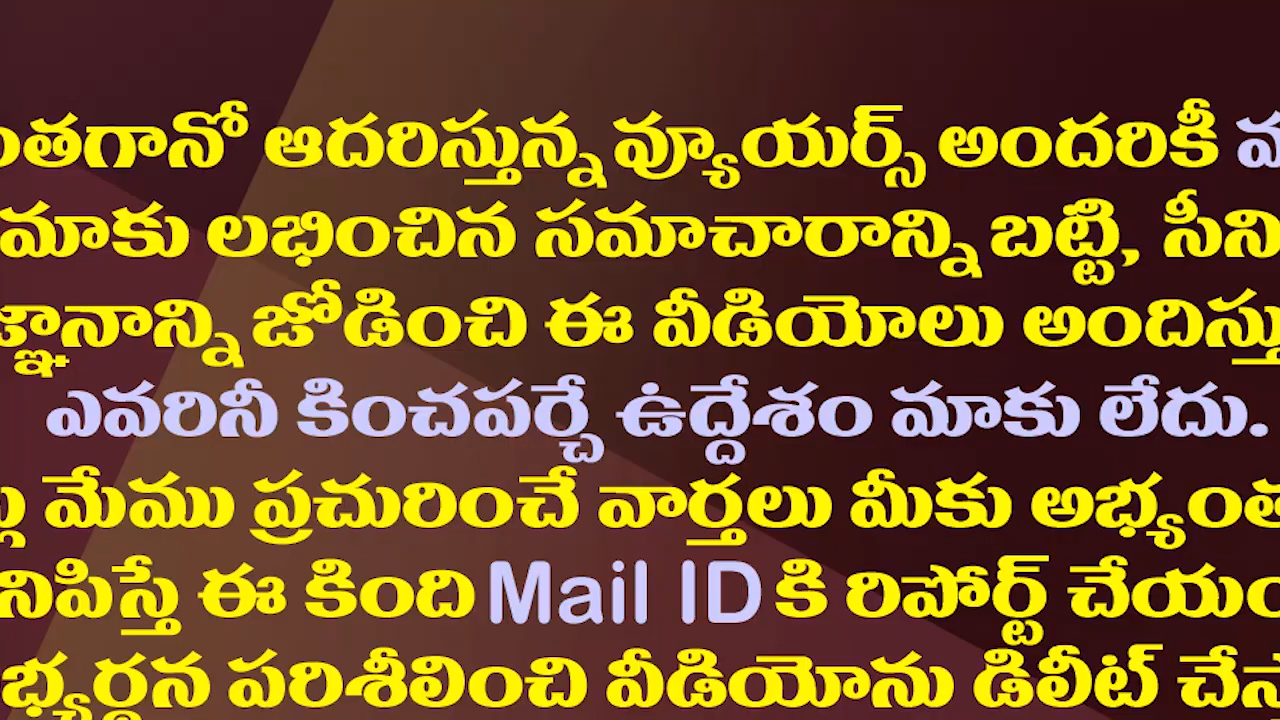 ఆదరిస్తున్న వ్యూయర్స్ అందరికీ
మాకు లభించిన సమాచారాన్ని బట్టి,
జోడించి ఈ వీడియోలు
ఎవరినీ కించపర్చే ఉద్దేశం మాకు లేదు.
మేము ప్రచురించే వార్తలు మీకు
ఈ కింది Mail ID కి రిపోర్ట్
పరిశీలించి వీడియోను డిలీట్